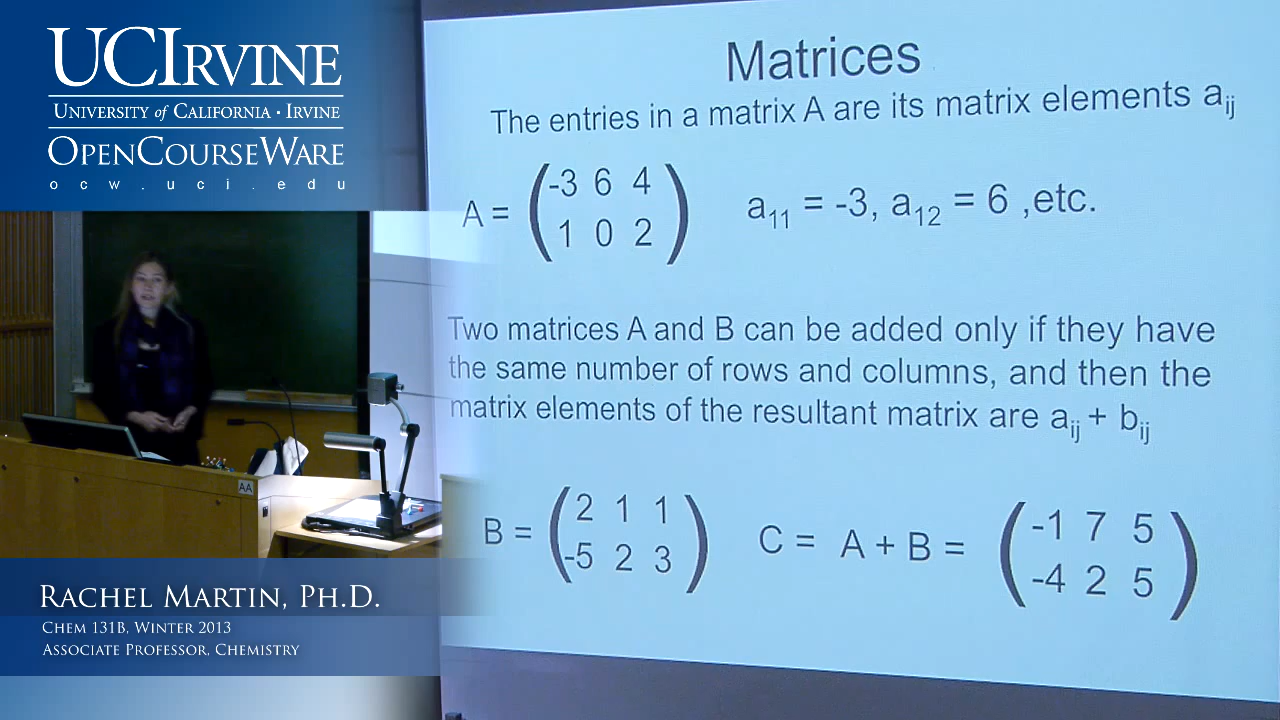 UCIRVINE
UNIVERSITY of CALIFORNIA · IRVINE
OPENCOURSEWARE
ocw.uci.edu
Matrices
The entries in a matrix A are its matrix elements aij
A = (-3 6 4
1 0 2)
a11 = -3, a12 = 6 ,etc.
Two matrices A and B can be added only if they have
the same number of rows and columns, and then the
matrix elements of the resultant matrix are aij + bij
B = (2 1 1
-5 2 3)
C = A + B = (-1 7 5
-4 2 5)
AA
RACHEL MARTIN, PH.D.
CHEM 131B, WINTER 2013
ASSOCIATE PROFESSOR, CHEMISTRY